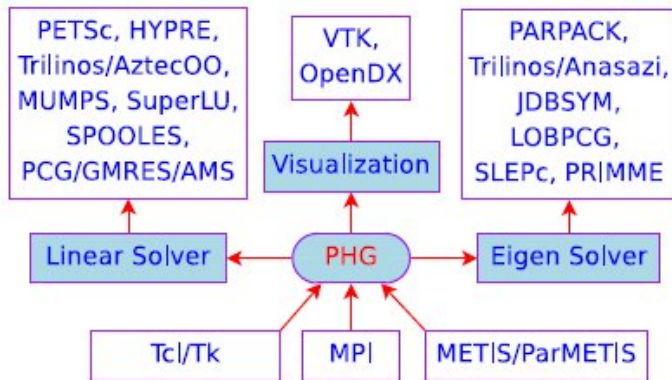 PETSc, HYPRE,
Trilinos/AztecOO,
MUMPS, SuperLU,
SPOOLES,
PCG/GMRES/AMS
VTK,
OpenDX
PARPACK,
Trilinos/Anasazi,
JDBSYM,
LOBPCG,
SLEPc, PRIMME
Visualization
Linear Solver
PHG
Eigen Solver
Tcl/Tk
MPI
METIS/ParMETIS